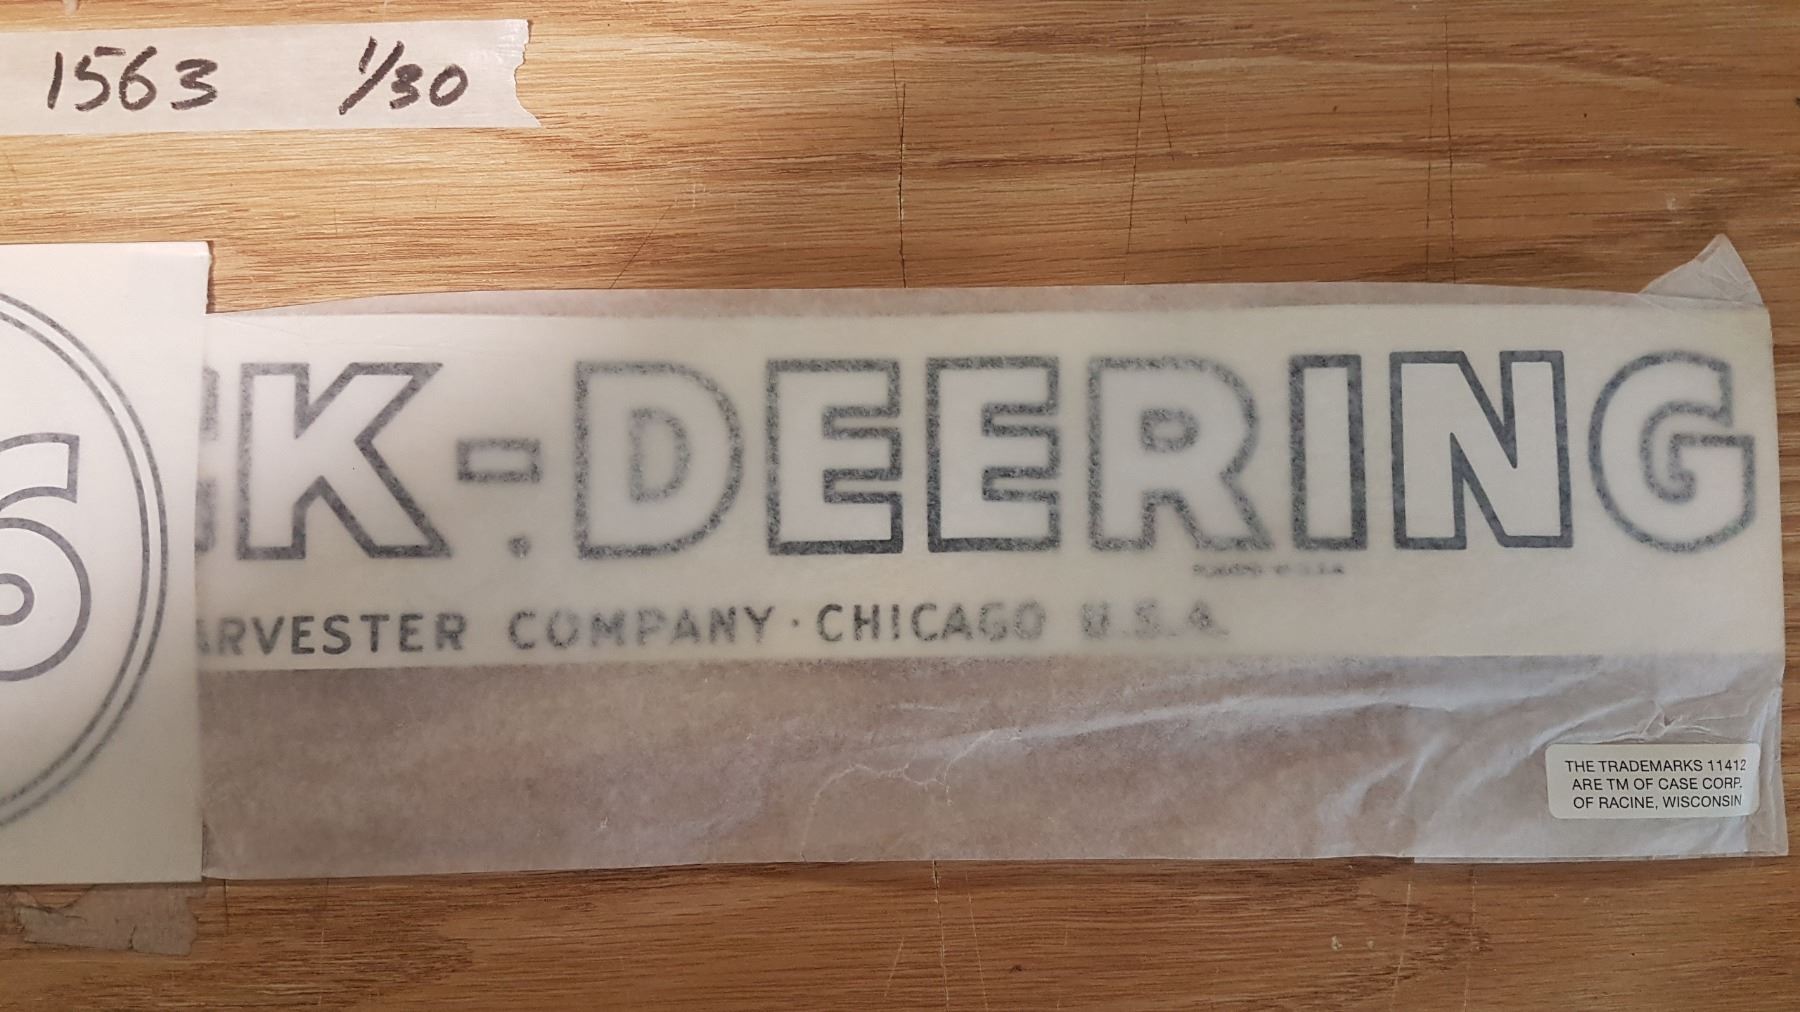 1563 1/30
6
CK-DEERING
ARVESTER COMPANY · CHICAGO U.S.A.
THE TRADEMARKS 11412
ARE TM OF CASE CORP.
OF RACINE, WISCONSIN